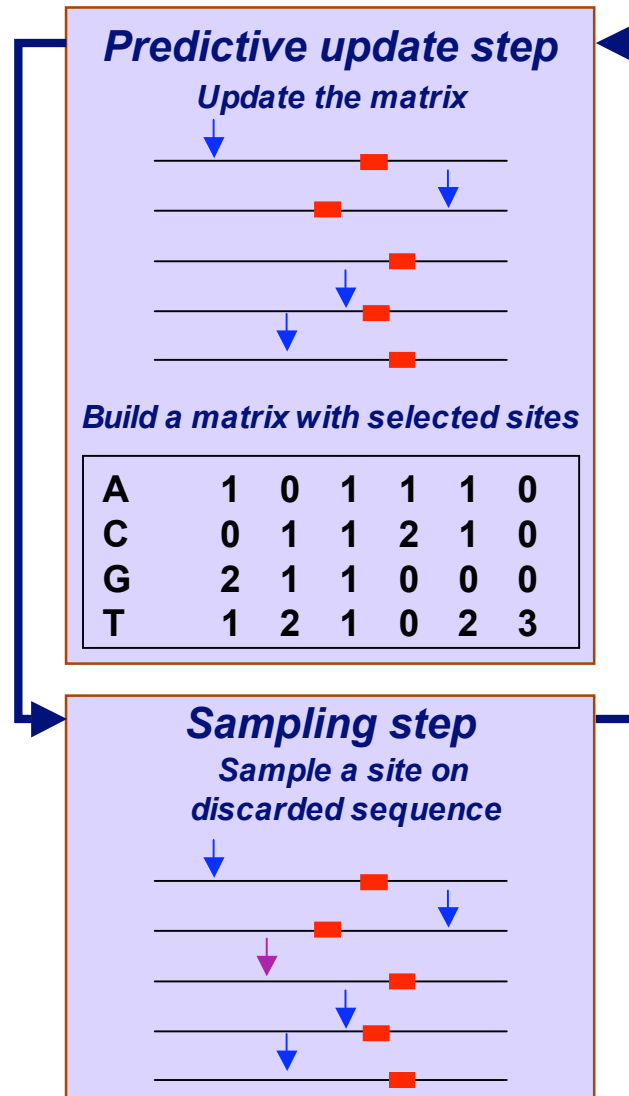 Predictive update step
Update the matrix
Build a matrix with selected sites
A 1 0 1 1 1 0
C 0 1 1 2 1 0
G 2 1 1 0 0 0
T 1 2 1 0 2 3
Sampling step
Sample a site on
discarded sequence